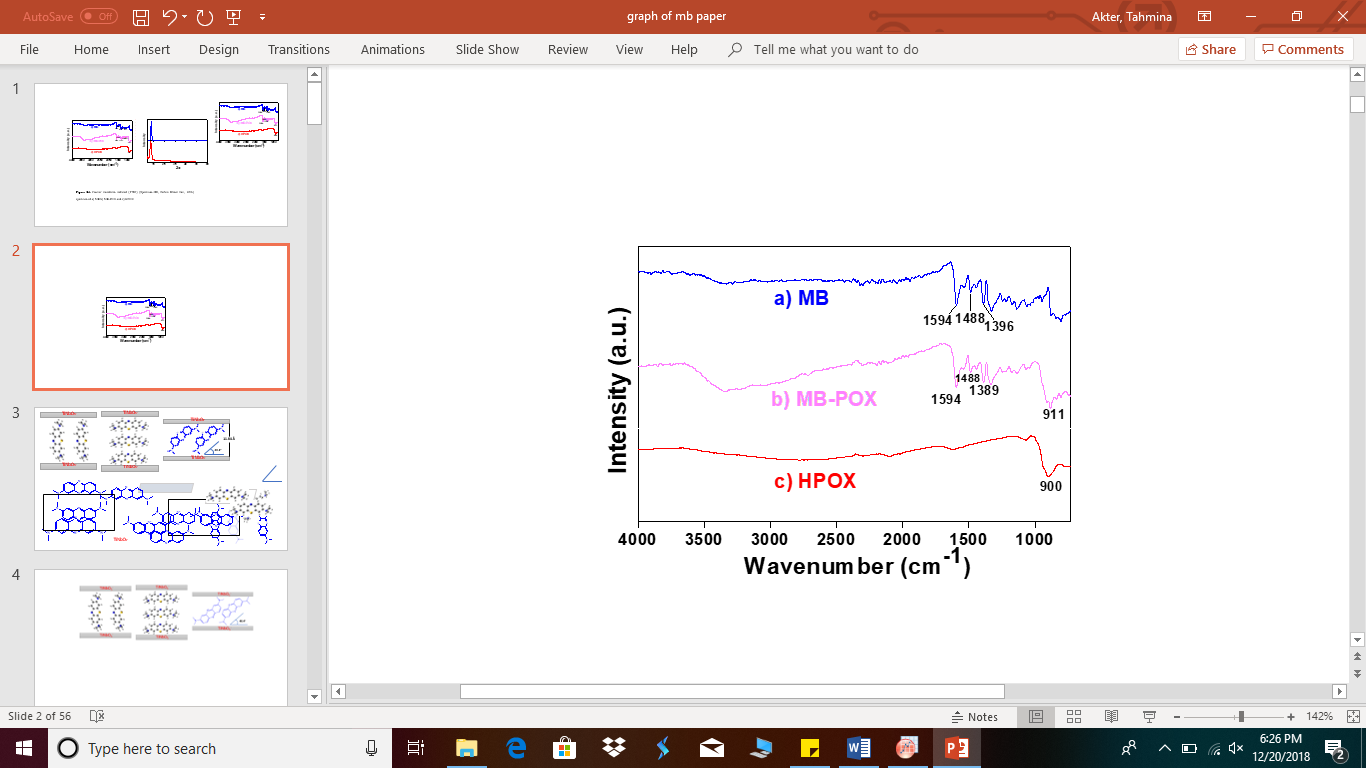 AutoSave Off
graph of mb paper
Akter, Tahmina
File Home Insert Design Transitions Animations Slide Show Review View Help Tell me what you want to do
Share Comments
1
2
3
4
Intensity (a.u.)
a) MB
1594 1488 1396
b) MB-POX
1594 1488 1389
911
c) HPOX
900
4000 3500 3000 2500 2000 1500 1000
Wavenumber (cm-1)
Slide 2 of 56
Notes
142%
Type here to search
6:26 PM
12/20/2018
2